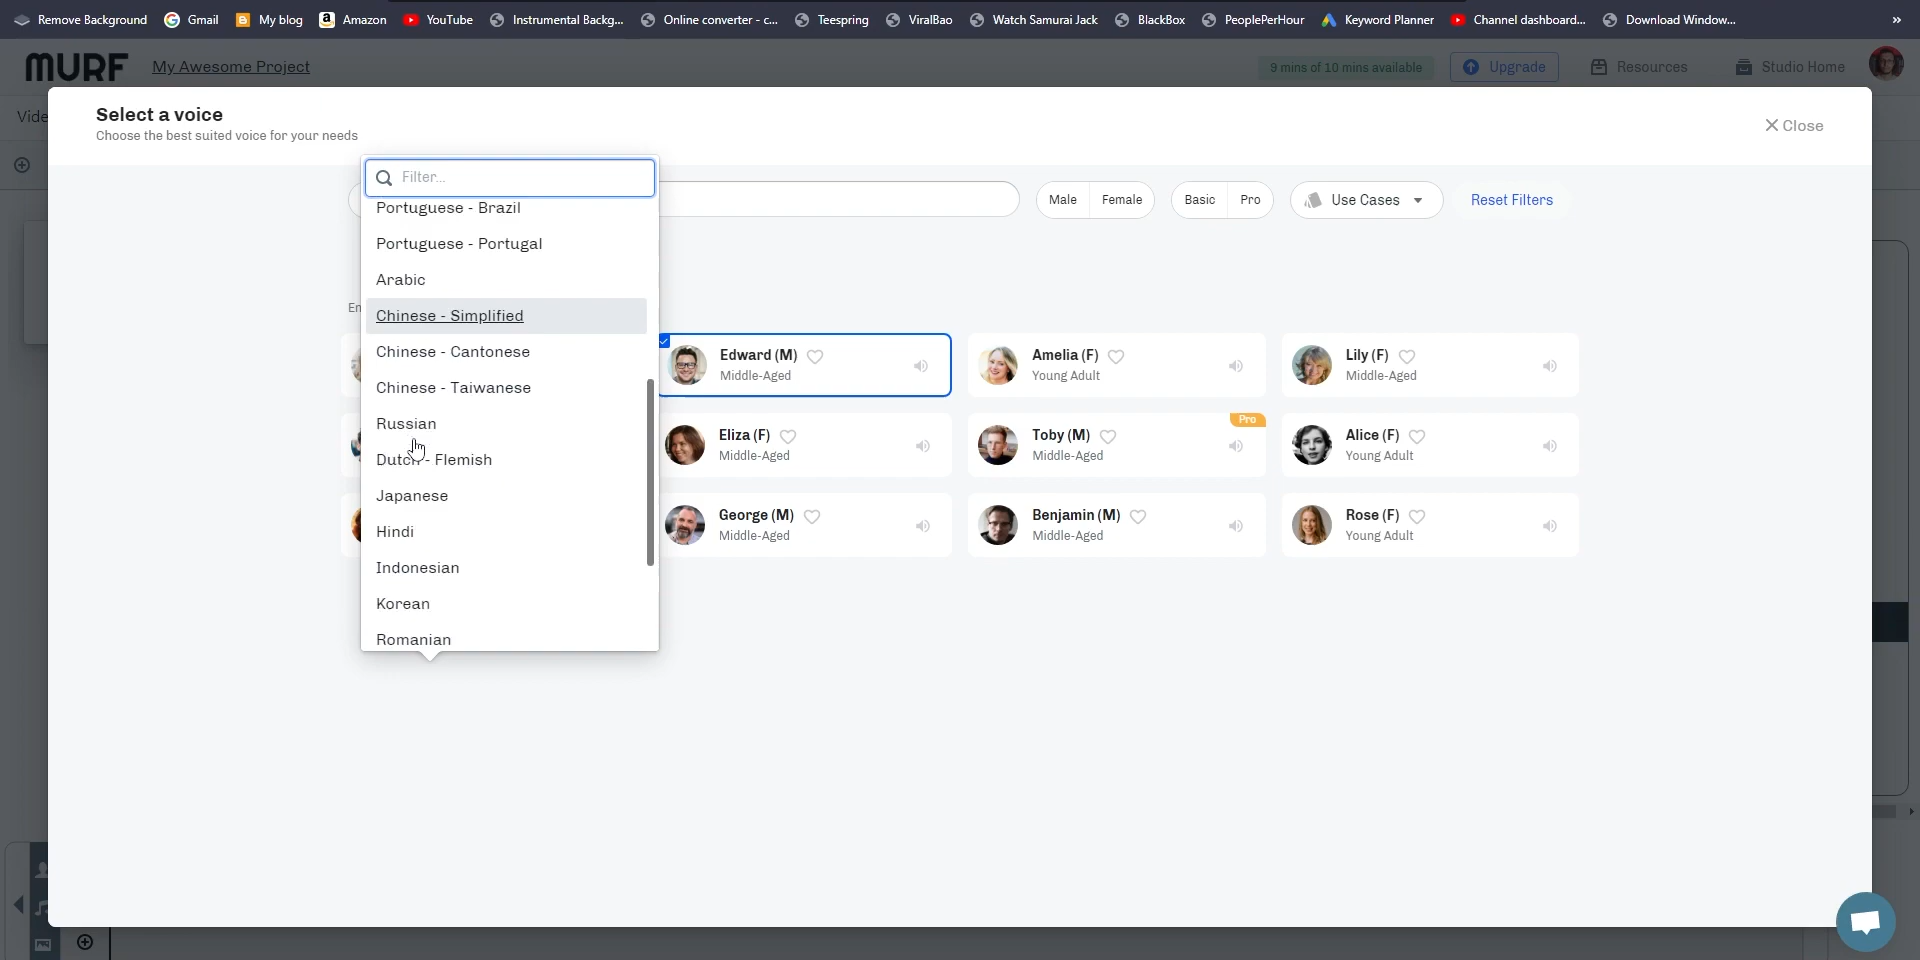 Remove Background
Gmail
My blog
Amazon
YouTube
Instrumental Backg...
Online converter - c...
Teespring
ViralBao
Watch Samurai Jack
BlackBox
PeoplePerHour
Keyword Planner
Channel dashboard...
Download Window...
»
MURF
My Awesome Project
9 mins of 10 mins available
Upgrade
Resources
Studio Home
Select a voice
Choose the best suited voice for your needs
Close
Filter...
Male
Female
Basic
Pro
Use Cases
Reset Filters
Portuguese - Brazil
Portuguese - Portugal
Arabic
Chinese - Simplified
Chinese - Cantonese
Chinese - Taiwanese
Russian
Dutch - Flemish
Japanese
Hindi
Indonesian
Korean
Romanian
Edward (M)
Middle-Aged
Amelia (F)
Young Adult
Lily (F)
Middle-Aged
Eliza (F)
Middle-Aged
Pro
Toby (M)
Middle-Aged
Alice (F)
Young Adult
George (M)
Middle-Aged
Benjamin (M)
Middle-Aged
Rose (F)
Young Adult